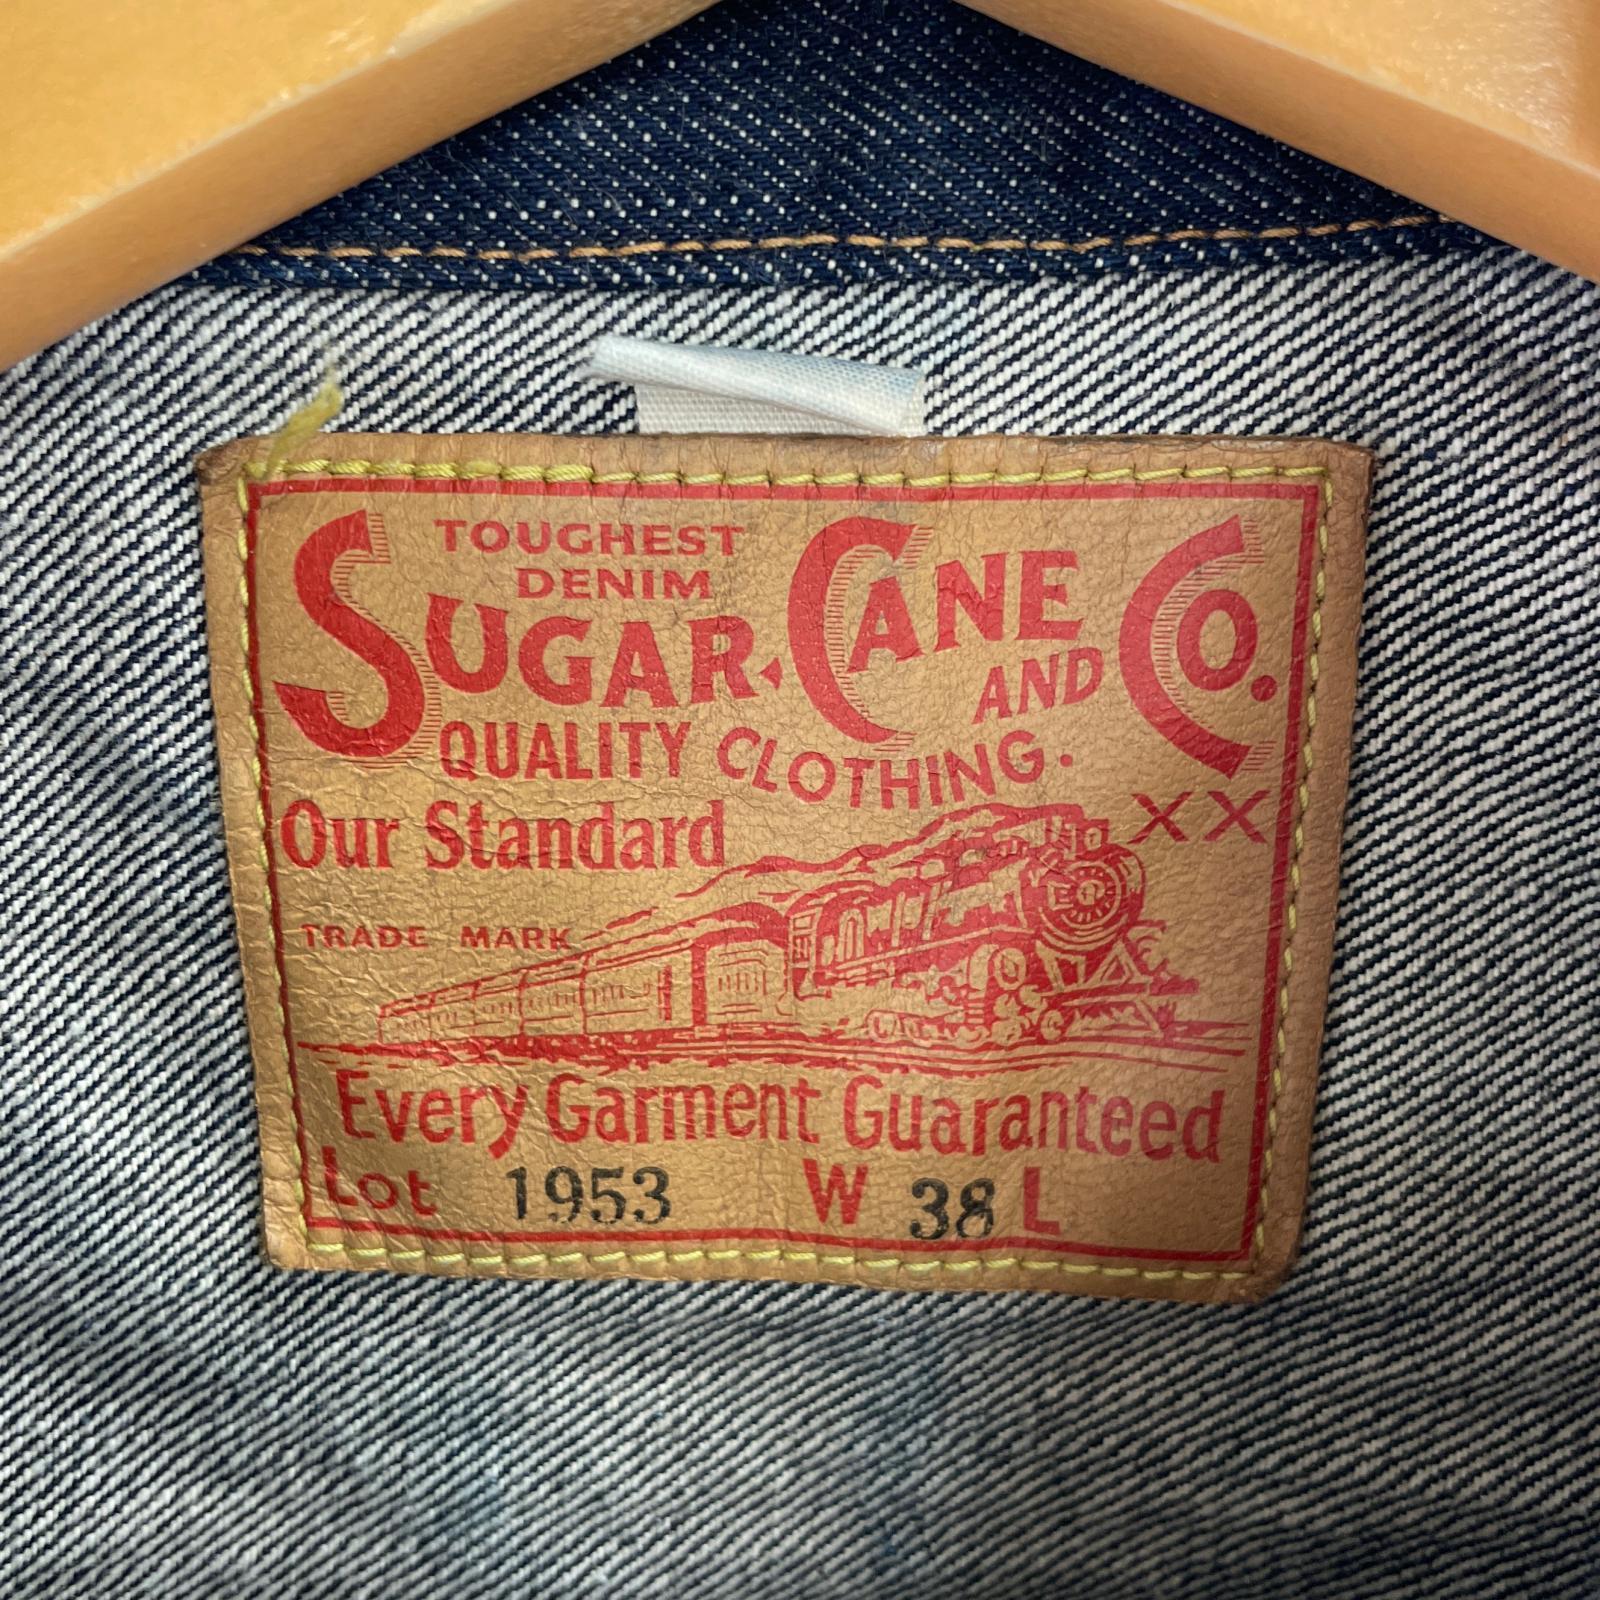 TOUGHEST
DENIM
SUGAR CANE CO.
AND
QUALITY CLOTHING.
Our Standard
XX
TRADE MARK
Every Garment Guaranteed
Lot 1953 W 38 L